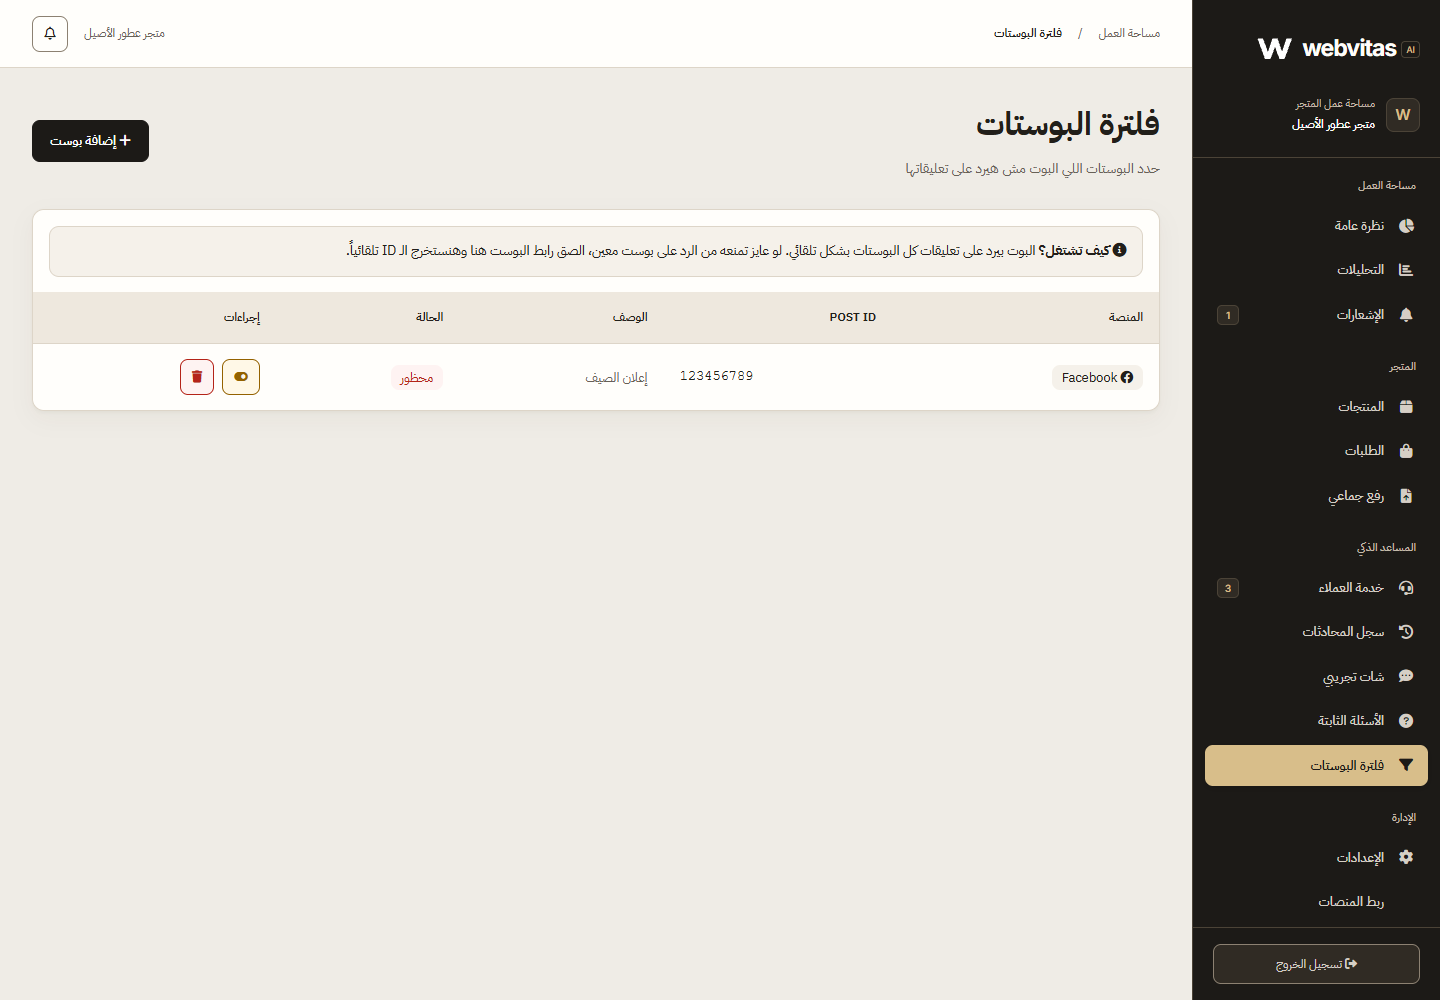 webvitas AI
W
مساحة عمل المتجر
متجر عطور الأصيل
مساحة العمل
نظرة عامة
التحليلات
الإشعارات 1
المتجر
المنتجات
الطلبات
رفع جماعي
المساعد الذكي
خدمة العملاء 3
سجل المحادثات
شات تجريبي
الأسئلة الثابتة
فلترة البوستات
الإدارة
الإعدادات
ربط المنصات
تسجيل الخروج
مساحة العمل / فلترة البوستات
متجر عطور الأصيل
فلترة البوستات
حدد البوستات اللي البوت مش هيرد على تعليقاتها
إضافة بوست
كيف تشتغل؟ البوت بيرد على تعليقات كل البوستات بشكل تلقائي. لو عايز تمنعه من الرد على بوست معين، الصق رابط البوست هنا وهنستخرج الـ ID تلقائياً.
المنصة POST ID الوصف الحالة إجراءات
Facebook 123456789 إعلان الصيف محظور